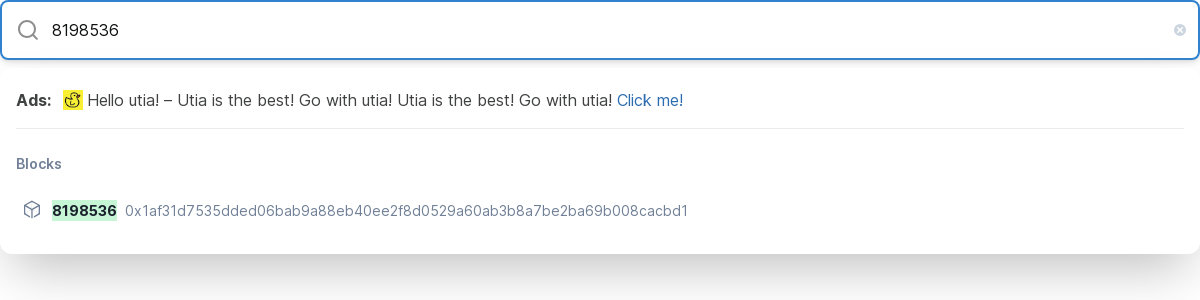 8198536
Ads: Hello utia! – Utia is the best! Go with utia! Utia is the best! Go with utia! Click me!
Blocks
8198536 0x1af31d7535dded06bab9a88eb40ee2f8d0529a60ab3b8a7be2ba69b008cacbd1